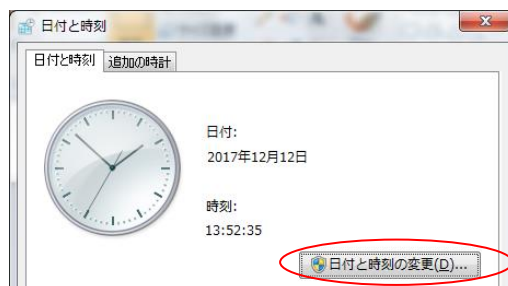 日付と時刻
日付と時刻 追加の時計
日付:
2017年12月12日
時刻:
13:52:35
日付と時刻の変更(D)...